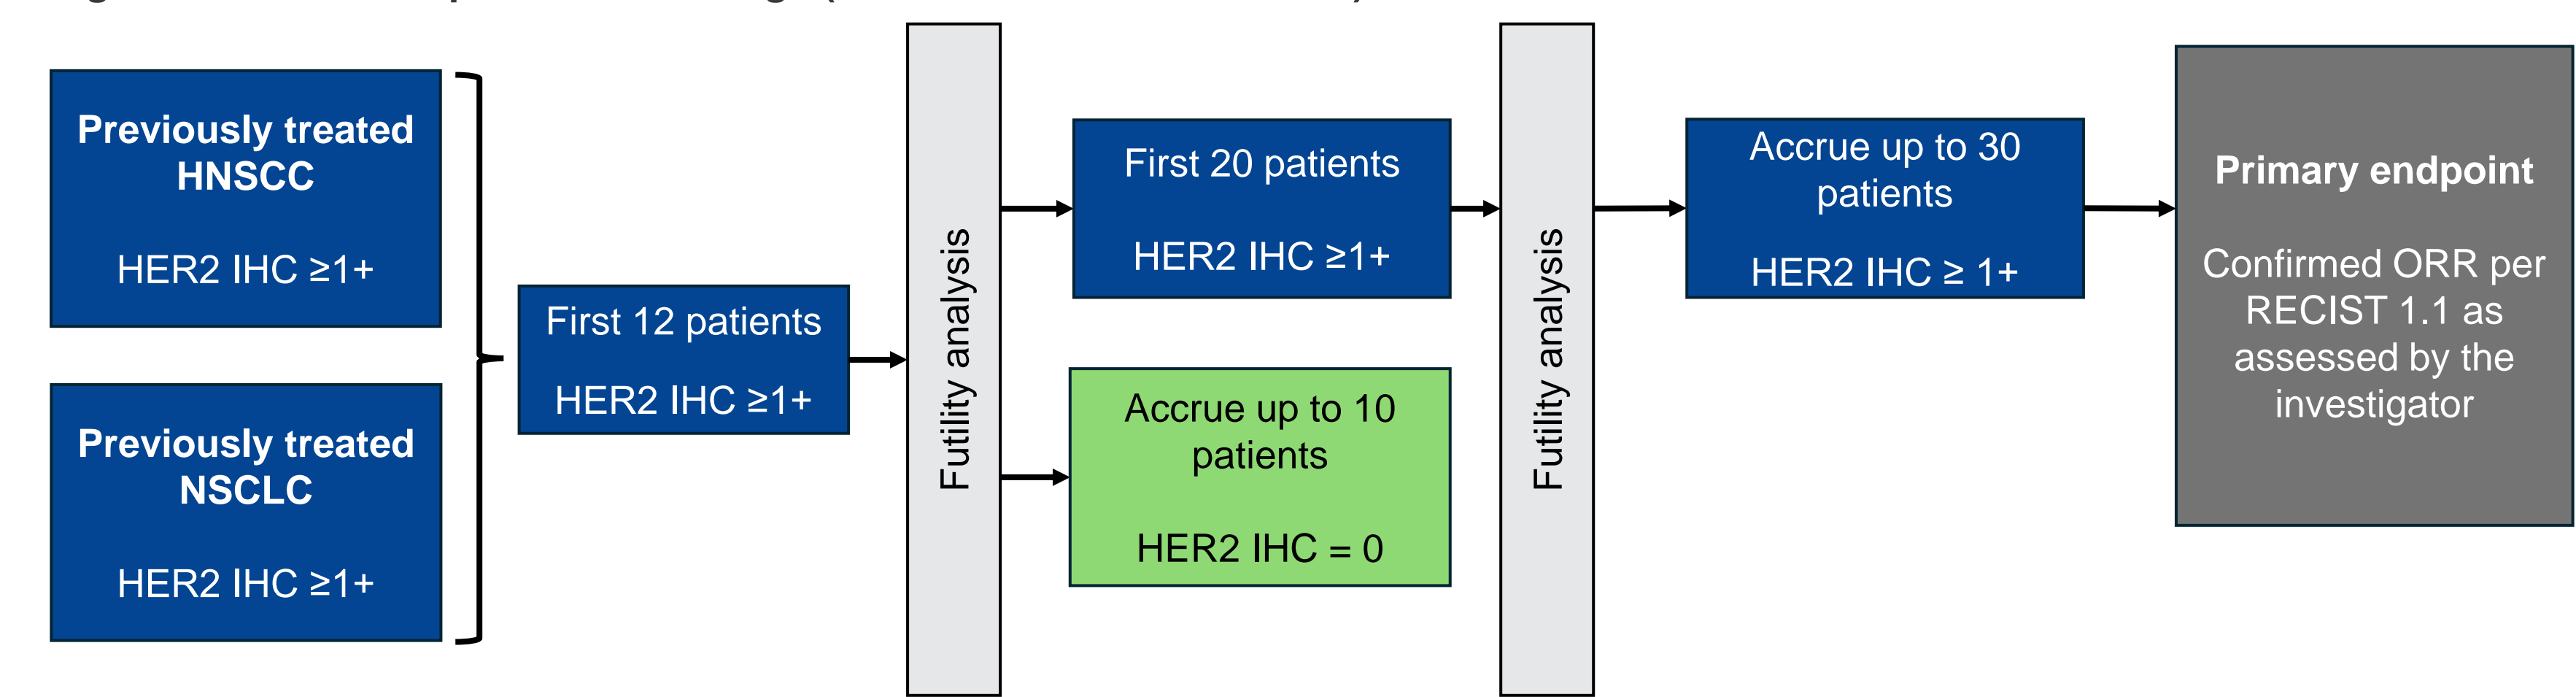 Previously treated
HNSCC
HER2 IHC ≥1+
Previously treated
NSCLC
HER2 IHC ≥1+
First 12 patients
HER2 IHC ≥1+
Futility analysis
First 20 patients
HER2 IHC ≥1+
Accrue up to 10
patients
HER2 IHC = 0
Futility analysis
Accrue up to 30
patients
HER2 IHC ≥ 1+
Primary endpoint
Confirmed ORR per
RECIST 1.1 as
assessed by the
investigator